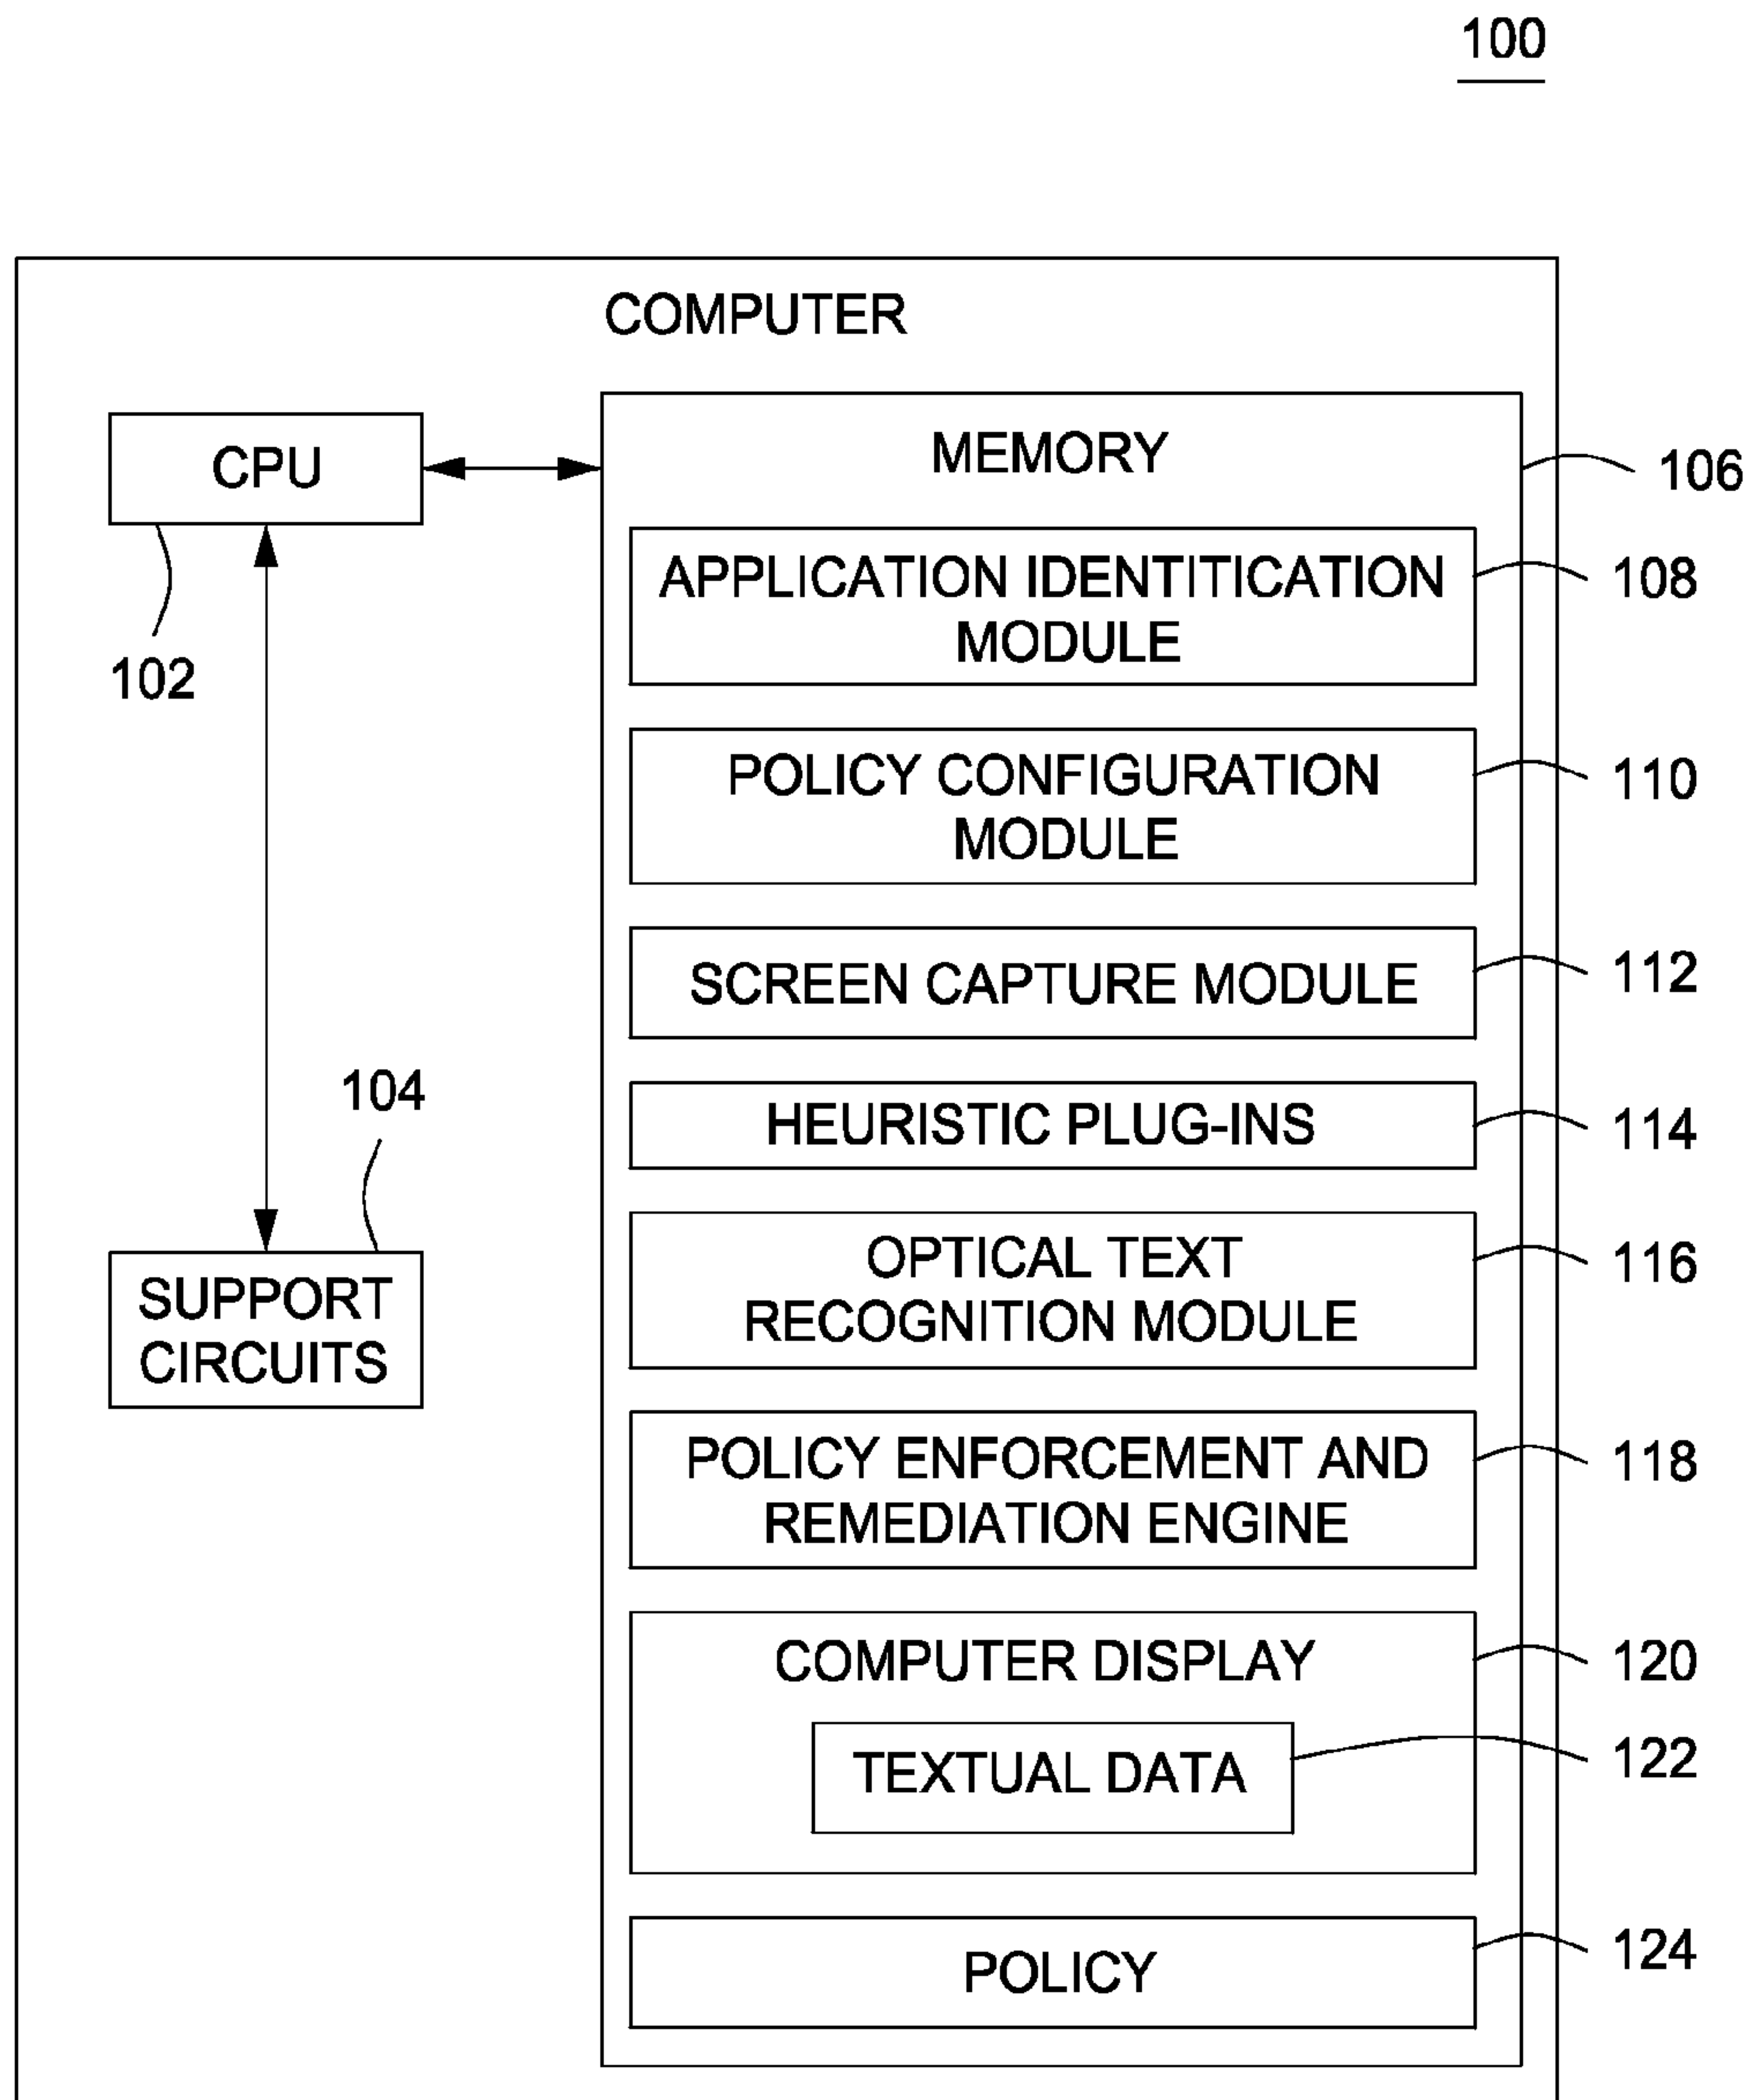 100
COMPUTER
CPU
MEMORY
106
APPLICATION IDENTITICATION
MODULE
108
102
POLICY CONFIGURATION
MODULE
110
SCREEN CAPTURE MODULE
112
104
HEURISTIC PLUG-INS
114
SUPPORT
CIRCUITS
OPTICAL TEXT
RECOGNITION MODULE
116
POLICY ENFORCEMENT AND
REMEDIATION ENGINE
118
COMPUTER DISPLAY
120
TEXTUAL DATA
122
POLICY
124